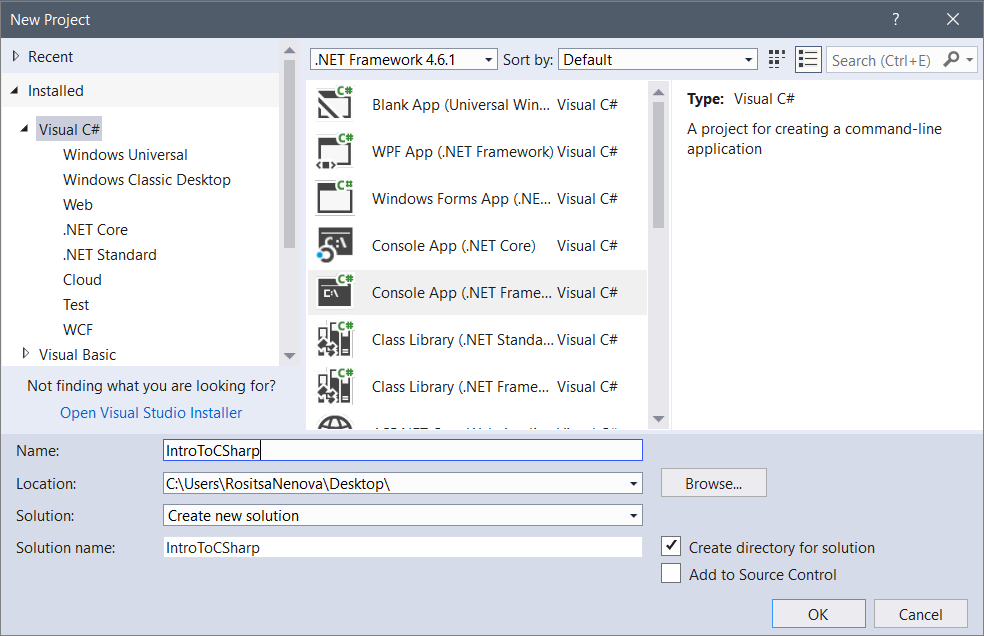 New Project
?
Recent
Installed
Visual C#
Windows Universal
Windows Classic Desktop
Web
.NET Core
.NET Standard
Cloud
Test
WCF
Visual Basic
Not finding what you are looking for?
Open Visual Studio Installer
.NET Framework 4.6.1 Sort by: Default
Search (Ctrl+E)
Blank App (Universal Win... Visual C#
WPF App (.NET Framework) Visual C#
Windows Forms App (.NE... Visual C#
Console App (.NET Core) Visual C#
Console App (.NET Frame... Visual C#
Class Library (.NET Standa... Visual C#
Class Library (.NET Frame... Visual C#
Type: Visual C#
A project for creating a command-line
application
Name: IntroToCSharp
Location: C:\Users\RositsaNenova\Desktop\ Browse...
Solution: Create new solution
Solution name: IntroToCSharp
Create directory for solution
Add to Source Control
OK Cancel